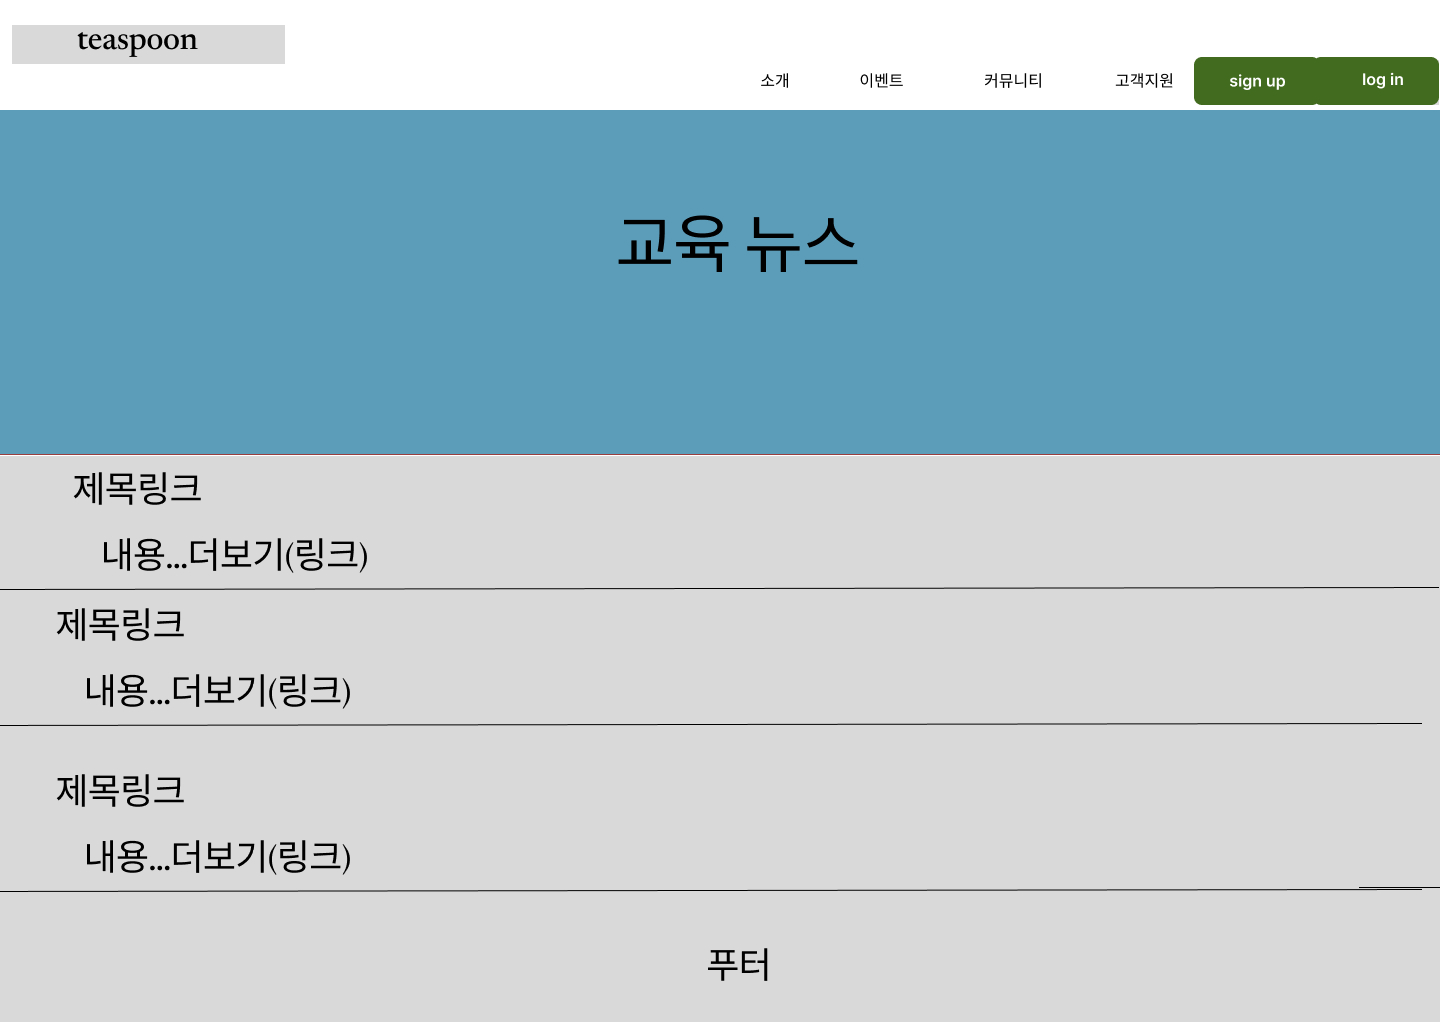 teaspoon
소개 이벤트 커뮤니티 고객지원 sign up log in
교육 뉴스
제목링크
내용...더보기(링크)
제목링크
내용...더보기(링크)
제목링크
내용...더보기(링크)
푸터